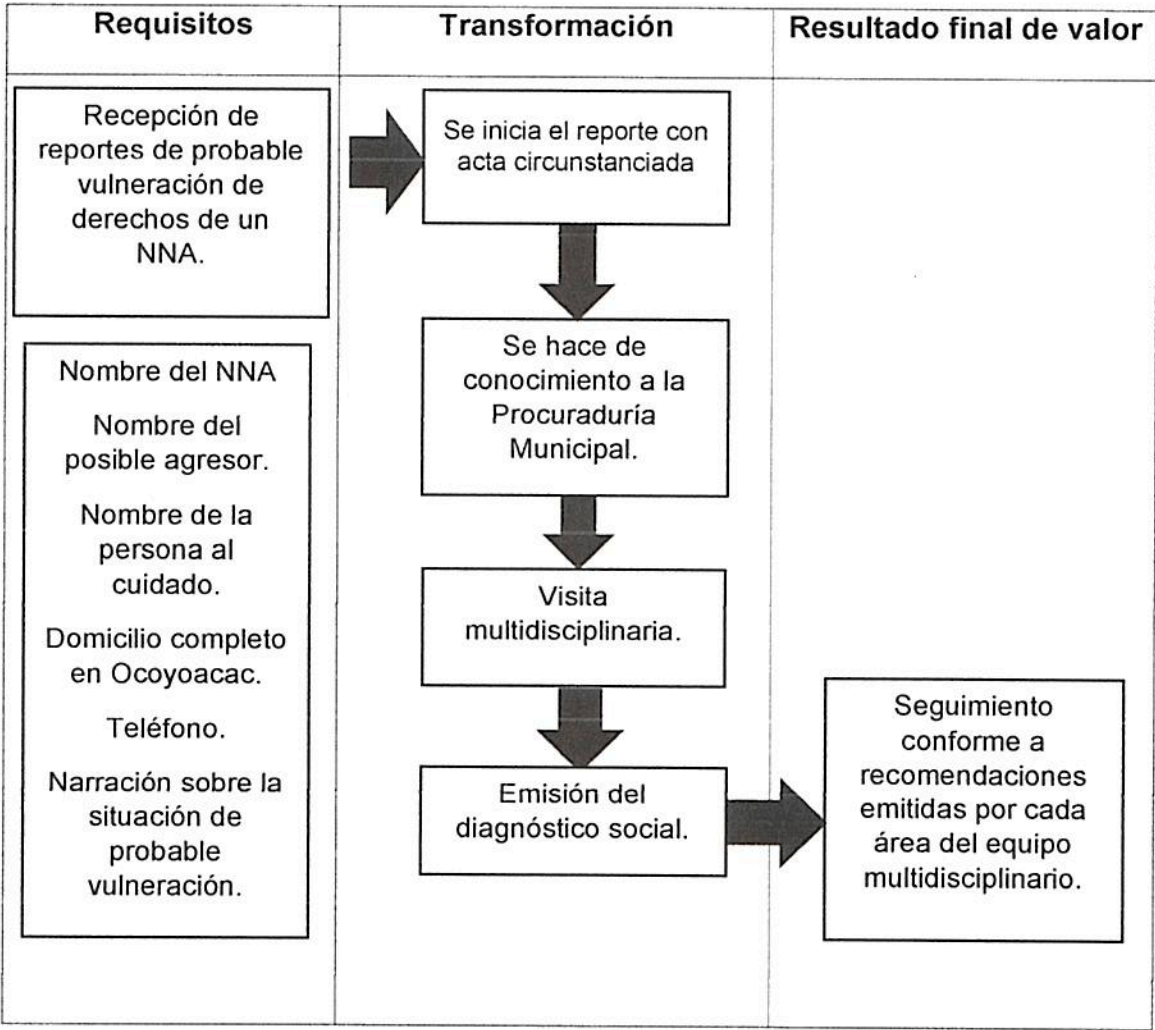 Requisitos
Transformación
Resultado final de valor
Recepción de
reportes de probable
vulneración de
derechos de un
NNA.
Nombre del NNA
Nombre del
posible agresor.
Nombre de la
persona al
cuidado.
Domicilio completo
en Ocoyoacac.
Teléfono.
Narración sobre la
situación de
probable
vulneración.
Se inicia el reporte con
acta circunstanciada
Se hace de
conocimiento a la
Procuraduría
Municipal.
Visita
multidisciplinaria.
Emisión del
diagnóstico social.
Seguimiento
conforme a
recomendaciones
emitidas por cada
área del equipo
multidisciplinario.